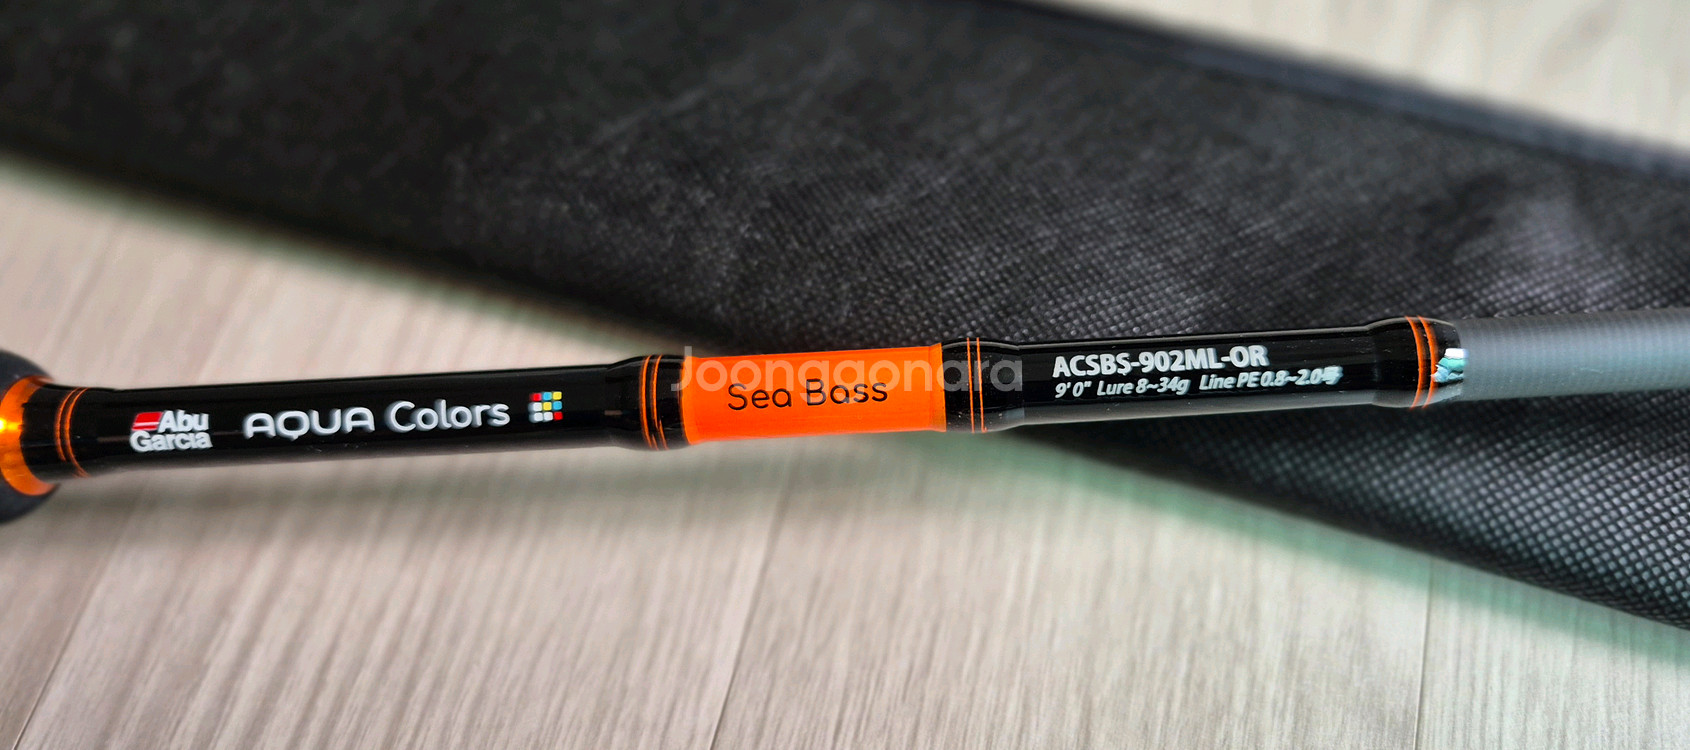 Abu
Garcia
AQUA Colors
Sea Bass
Joonggonara
ACSBS-902ML-OR
9' 0" Lure 8~34g Line PE 0.8~2.0号